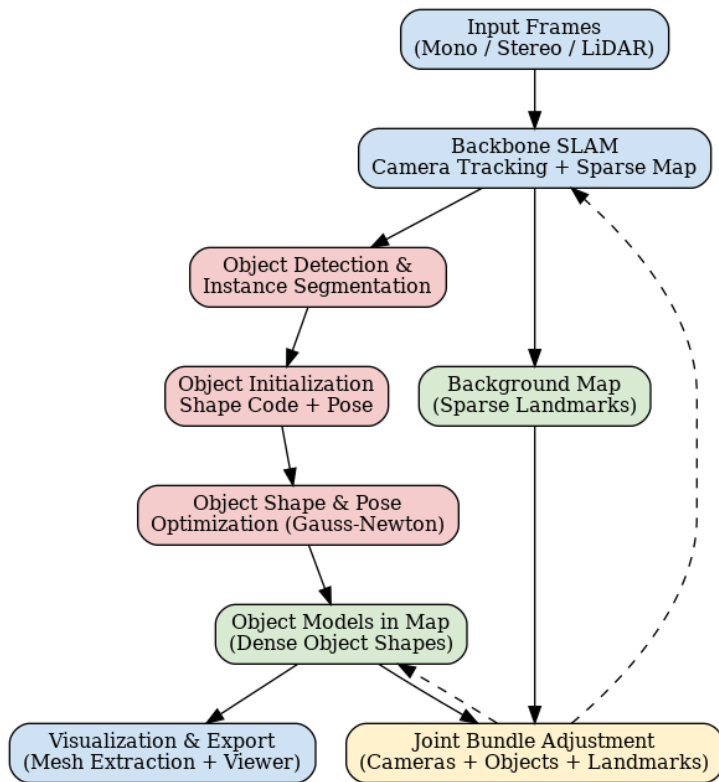 Input Frames
(Mono / Stereo / LiDAR)
Backbone SLAM
Camera Tracking + Sparse Map
Object Detection &
Instance Segmentation
Object Initialization
Shape Code + Pose
Background Map
(Sparse Landmarks)
Object Shape & Pose
Optimization (Gauss-Newton)
Object Models in Map
(Dense Object Shapes)
Visualization & Export
(Mesh Extraction + Viewer)
Joint Bundle Adjustment
(Cameras + Objects + Landmarks)